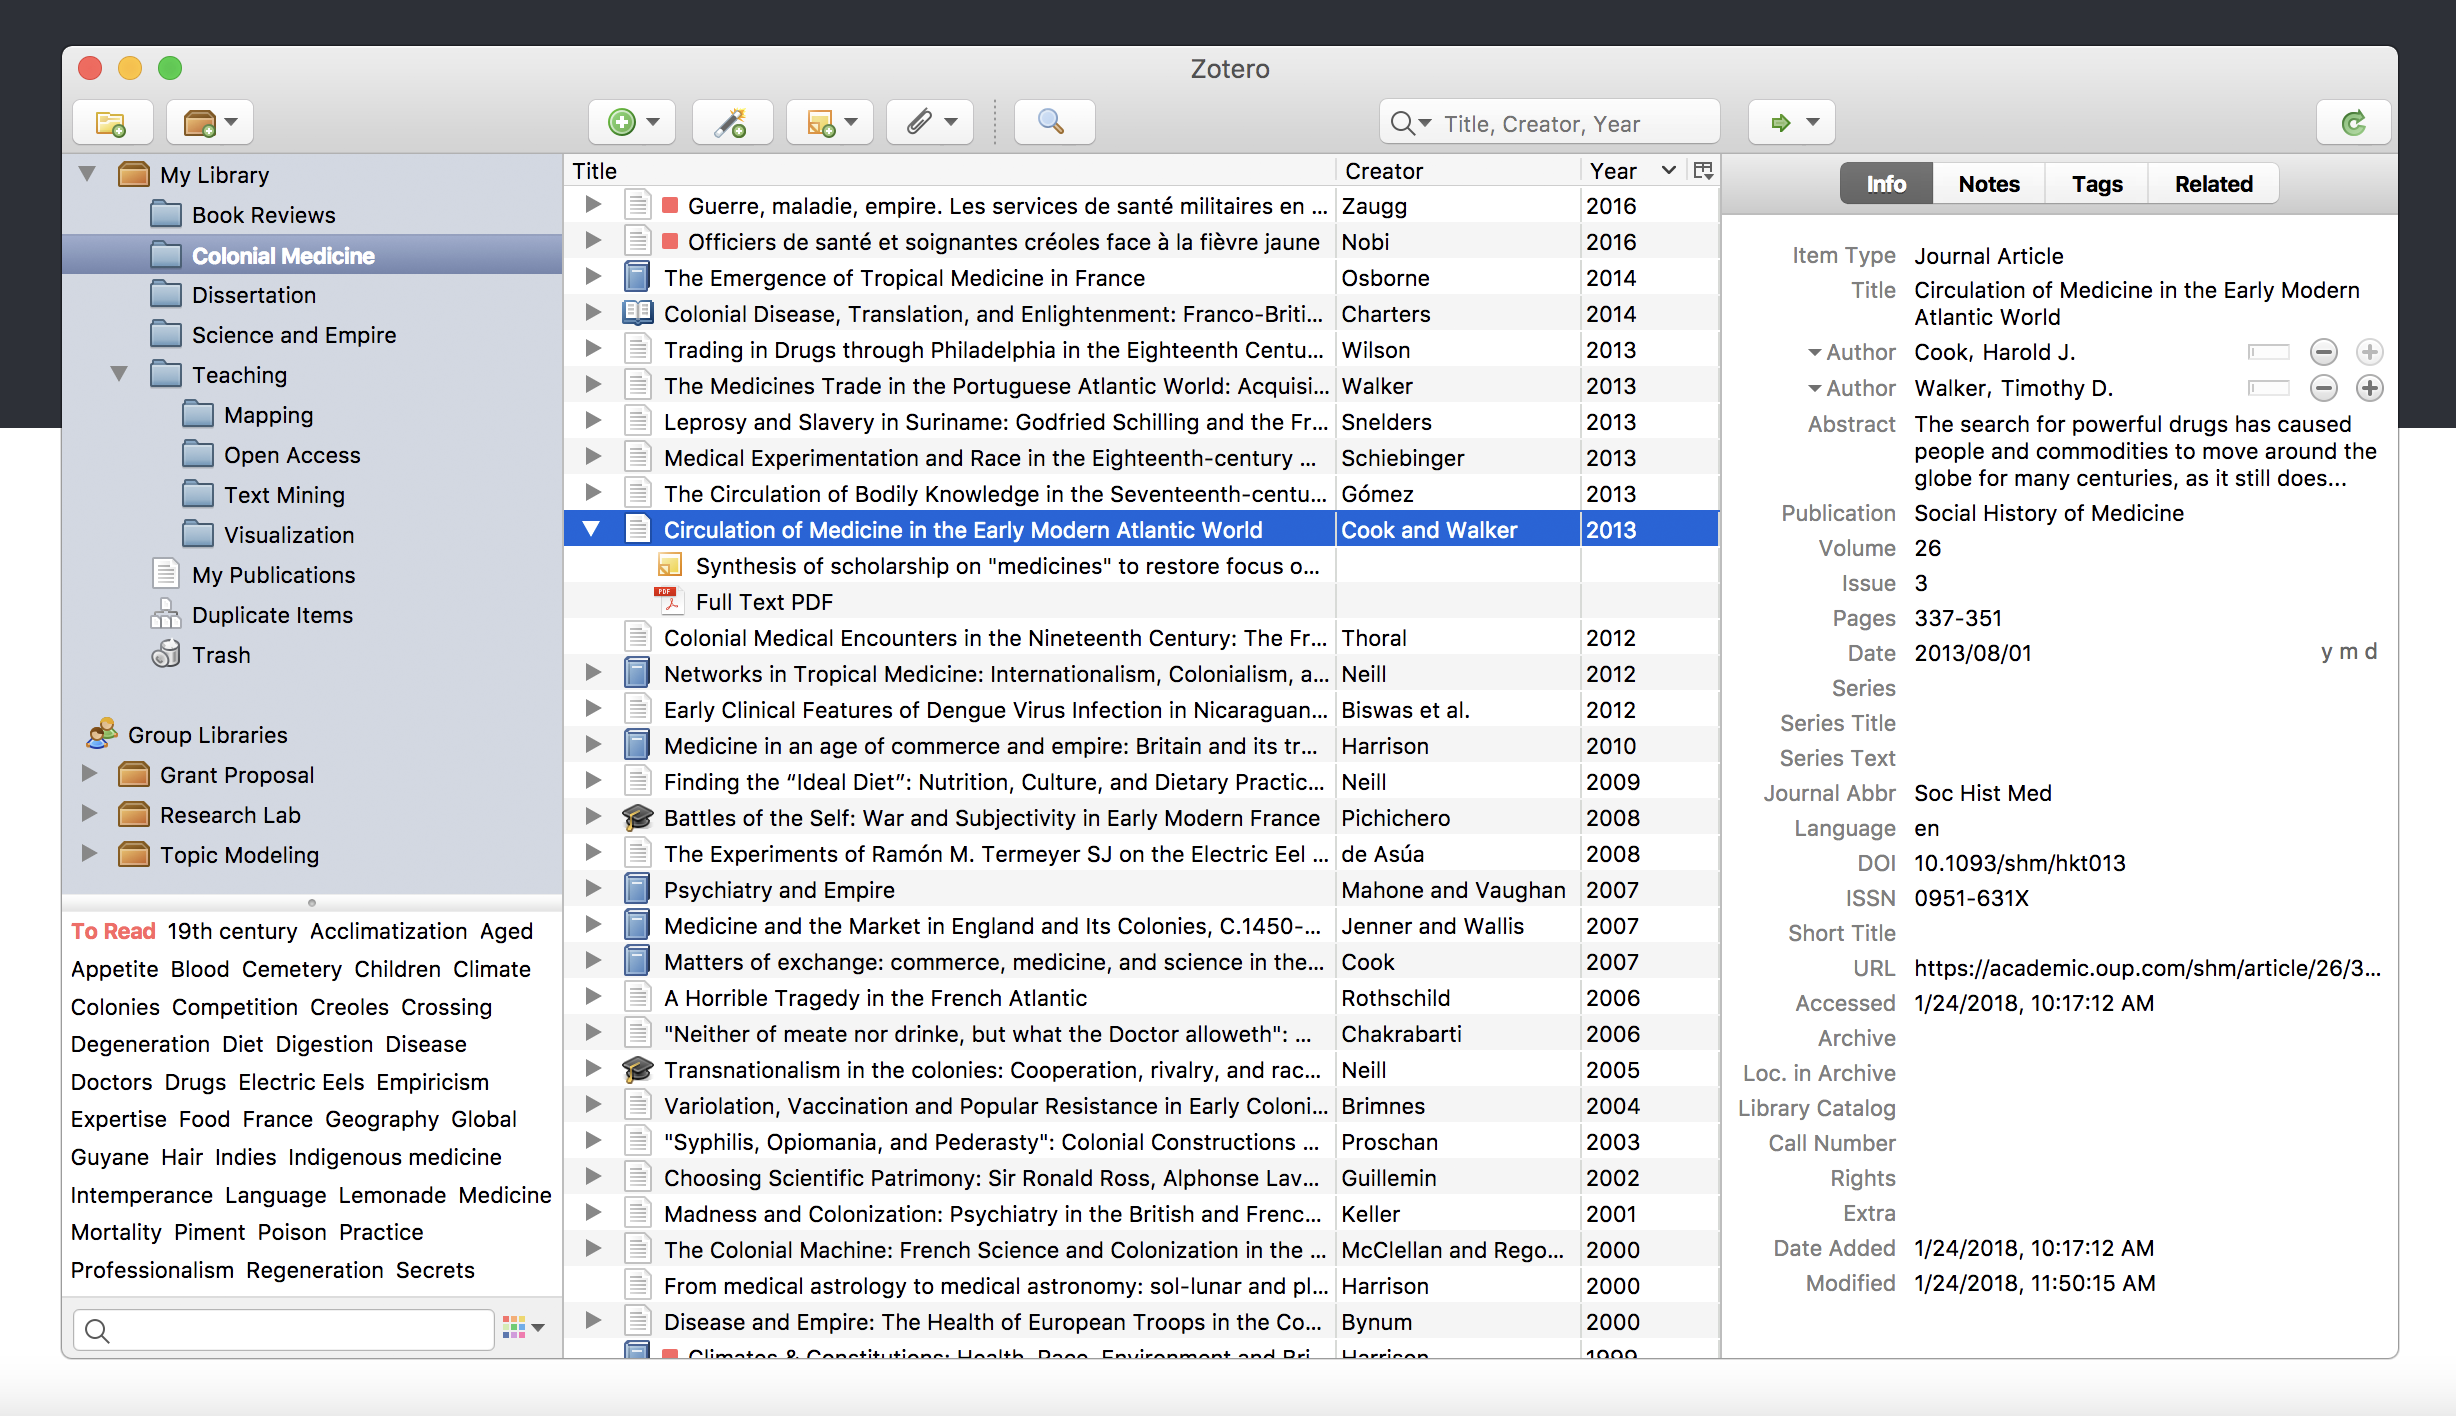 Zotero
Title, Creator, Year
My Library
Book Reviews
Colonial Medicine
Dissertation
Science and Empire
Teaching
Mapping
Open Access
Text Mining
Visualization
My Publications
Duplicate Items
Trash
Group Libraries
Grant Proposal
Research Lab
Topic Modeling
To Read 19th century Acclimatization Aged
Appetite Blood Cemetery Children Climate
Colonies Competition Creoles Crossing
Degeneration Diet Digestion Disease
Doctors Drugs Electric Eels Empiricism
Expertise Food France Geography Global
Guyane Hair Indies Indigenous medicine
Intemperance Language Lemonade Medicine
Mortality Piment Poison Practice
Professionalism Regeneration Secrets
Title Creator Year
Guerre, maladie, empire. Les services de santé militaires en ... Zaugg 2016
Officiers de santé et soignantes créoles face à la fièvre jaune Nobi 2016
The Emergence of Tropical Medicine in France Osborne 2014
Colonial Disease, Translation, and Enlightenment: Franco-Briti... Charters 2014
Trading in Drugs through Philadelphia in the Eighteenth Centu... Wilson 2013
The Medicines Trade in the Portuguese Atlantic World: Acquisi... Walker 2013
Leprosy and Slavery in Suriname: Godfried Schilling and the Fr... Snelders 2013
Medical Experimentation and Race in the Eighteenth-century ... Schiebinger 2013
The Circulation of Bodily Knowledge in the Seventeenth-centu... Gómez 2013
Circulation of Medicine in the Early Modern Atlantic World Cook and Walker 2013
Synthesis of scholarship on "medicines" to restore focus o...
PDF Full Text PDF
Colonial Medical Encounters in the Nineteenth Century: The Fr... Thoral 2012
Networks in Tropical Medicine: Internationalism, Colonialism, a... Neill 2012
Early Clinical Features of Dengue Virus Infection in Nicaraguan... Biswas et al. 2012
Medicine in an age of commerce and empire: Britain and its tr... Harrison 2010
Finding the “Ideal Diet”: Nutrition, Culture, and Dietary Practic... Neill 2009
Battles of the Self: War and Subjectivity in Early Modern France Pichichero 2008
The Experiments of Ramón M. Termeyer SJ on the Electric Eel ... de Asúa 2008
Psychiatry and Empire Mahone and Vaughan 2007
Medicine and the Market in England and Its Colonies, C.1450-... Jenner and Wallis 2007
Matters of exchange: commerce, medicine, and science in the... Cook 2007
A Horrible Tragedy in the French Atlantic Rothschild 2006
"Neither of meate nor drinke, but what the Doctor alloweth": ... Chakrabarti 2006
Transnationalism in the colonies: Cooperation, rivalry, and rac... Neill 2005
Variolation, Vaccination and Popular Resistance in Early Coloni... Brimnes 2004
"Syphilis, Opiomania, and Pederasty": Colonial Constructions ... Proschan 2003
Choosing Scientific Patrimony: Sir Ronald Ross, Alphonse Lav... Guillemin 2002
Madness and Colonization: Psychiatry in the British and Frenc... Keller 2001
The Colonial Machine: French Science and Colonization in the ... McClellan and Rego... 2000
From medical astrology to medical astronomy: sol-lunar and pl... Harrison 2000
Disease and Empire: The Health of European Troops in the Co... Bynum 2000
Climates & Constitutions: Health, Race, Environment and Bri... Harrison 1999
Info Notes Tags Related
Item Type Journal Article
Title Circulation of Medicine in the Early Modern
Atlantic World
Author Cook, Harold J.
Author Walker, Timothy D.
Abstract The search for powerful drugs has caused
people and commodities to move around the
globe for many centuries, as it still does...
Publication Social History of Medicine
Volume 26
Issue 3
Pages 337-351
Date 2013/08/01 y m d
Series
Series Title
Series Text
Journal Abbr Soc Hist Med
Language en
DOI 10.1093/shm/hkt013
ISSN 0951-631X
Short Title
URL https://academic.oup.com/shm/article/26/3...
Accessed 1/24/2018, 10:17:12 AM
Archive
Loc. in Archive
Library Catalog
Call Number
Rights
Extra
Date Added 1/24/2018, 10:17:12 AM
Modified 1/24/2018, 11:50:15 AM